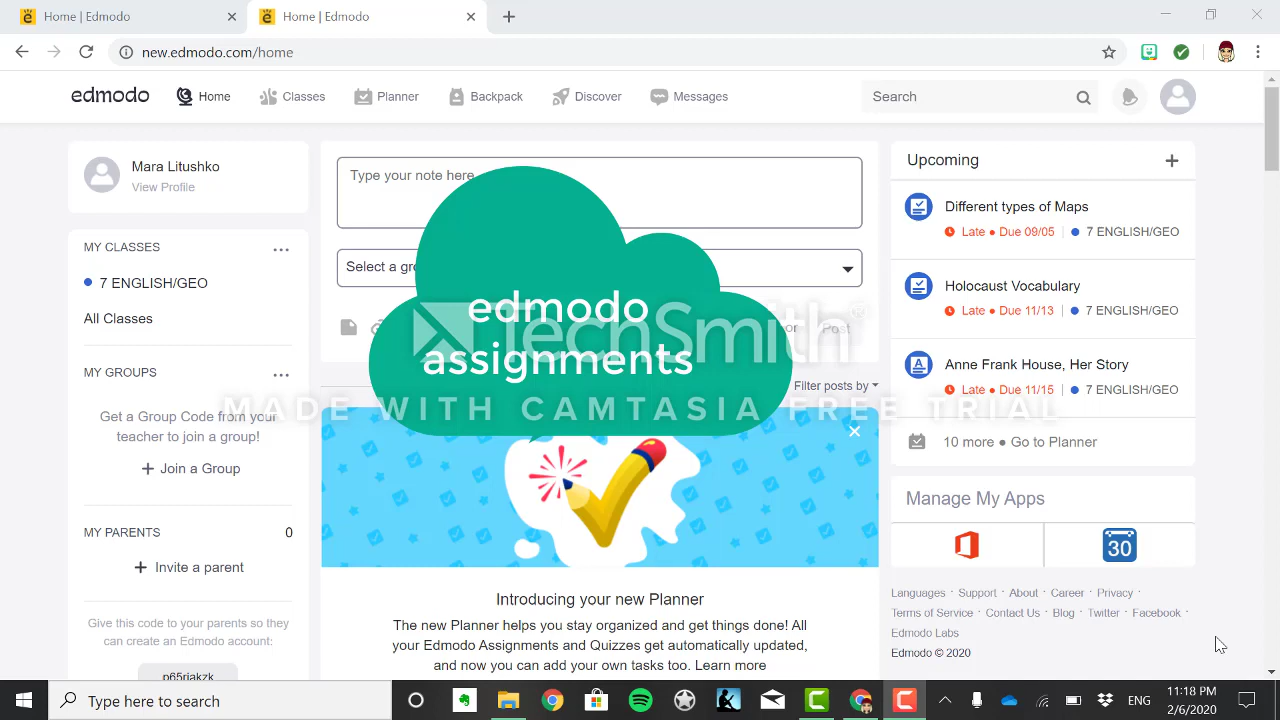 Home | Edmodo
Home | Edmodo
new.edmodo.com/home
edmodo
Home
Classes
Planner
Backpack
Discover
Messages
Search
Mara Litushko
View Profile
MY CLASSES
7 ENGLISH/GEO
All Classes
MY GROUPS
Get a Group Code from your
teacher to join a group!
+ Join a Group
MY PARENTS 0
+ Invite a parent
Give this code to your parents so they
can create an Edmodo account:
p65riakzk
Type your note here
Select a gr
or Post
edmodo
assignments
TechSmith®
MADE WITH CAMTASIA FREE TRIAL
Filter posts by
Introducing your new Planner
The new Planner helps you stay organized and get things done! All
your Edmodo Assignments and Quizzes get automatically updated,
and now you can add your own tasks too. Learn more
Upcoming +
Different types of Maps
Late • Due 09/05 | • 7 ENGLISH/GEO
Holocaust Vocabulary
Late • Due 11/13 | • 7 ENGLISH/GEO
Anne Frank House, Her Story
Late • Due 11/15 | • 7 ENGLISH/GEO
10 more • Go to Planner
Manage My Apps
30
Languages · Support · About · Career · Privacy ·
Terms of Service · Contact Us · Blog · Twitter · Facebook ·
Edmodo Labs
Edmodo © 2020
Type here to search
ENG
11:18 PM
2/6/2020